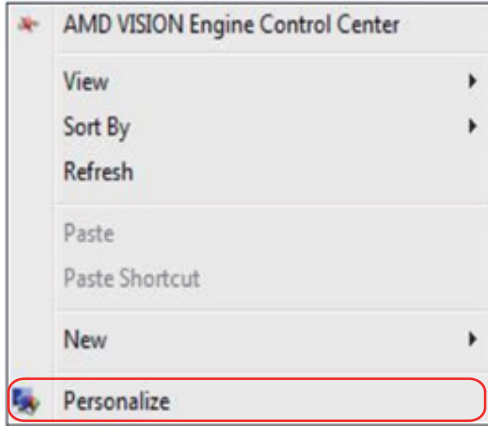 AMD VISION Engine Control Center
View
Sort By
Refresh
Paste
Paste Shortcut
New
Personalize